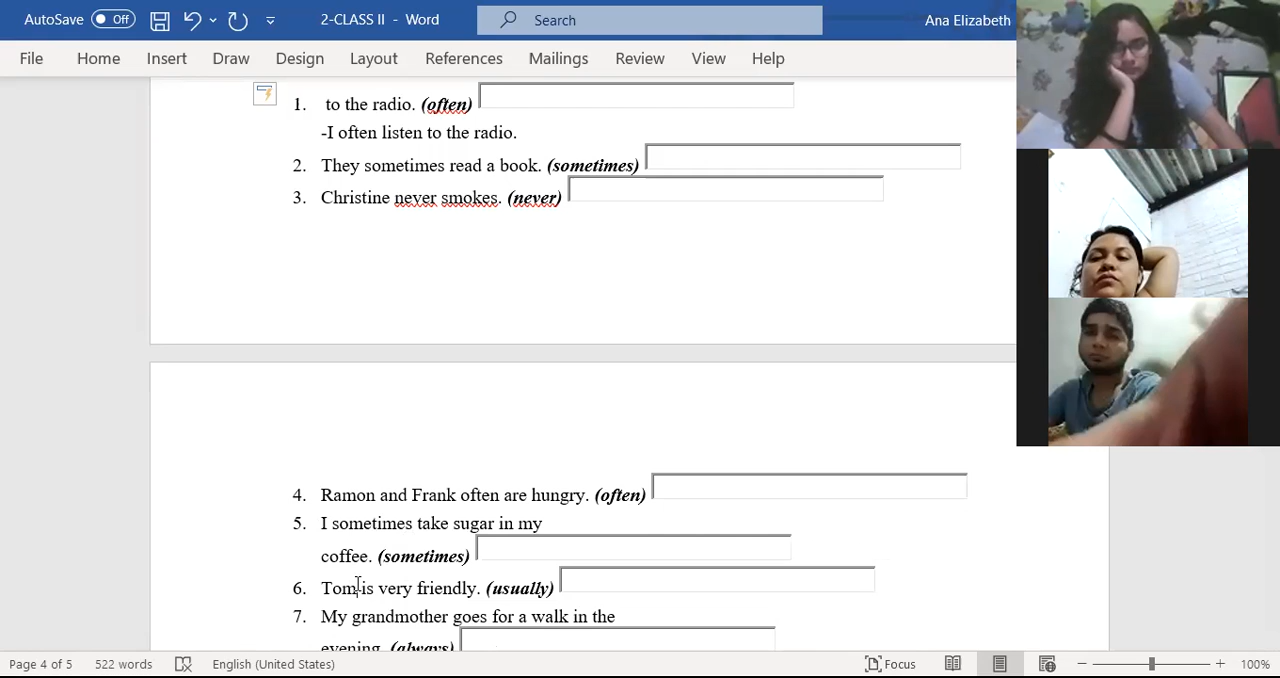 AutoSave Off 2-CLASS II - Word Search Ana Elizabeth
File Home Insert Draw Design Layout References Mailings Review View Help
1. to the radio. (often)
-I often listen to the radio.
2. They sometimes read a book. (sometimes)
3. Christine never smokes. (never)
4. Ramon and Frank often are hungry. (often)
5. I sometimes take sugar in my
coffee. (sometimes)
6. Tom is very friendly. (usually)
7. My grandmother goes for a walk in the
evening. (always)
Page 4 of 5 522 words English (United States) Focus 100%